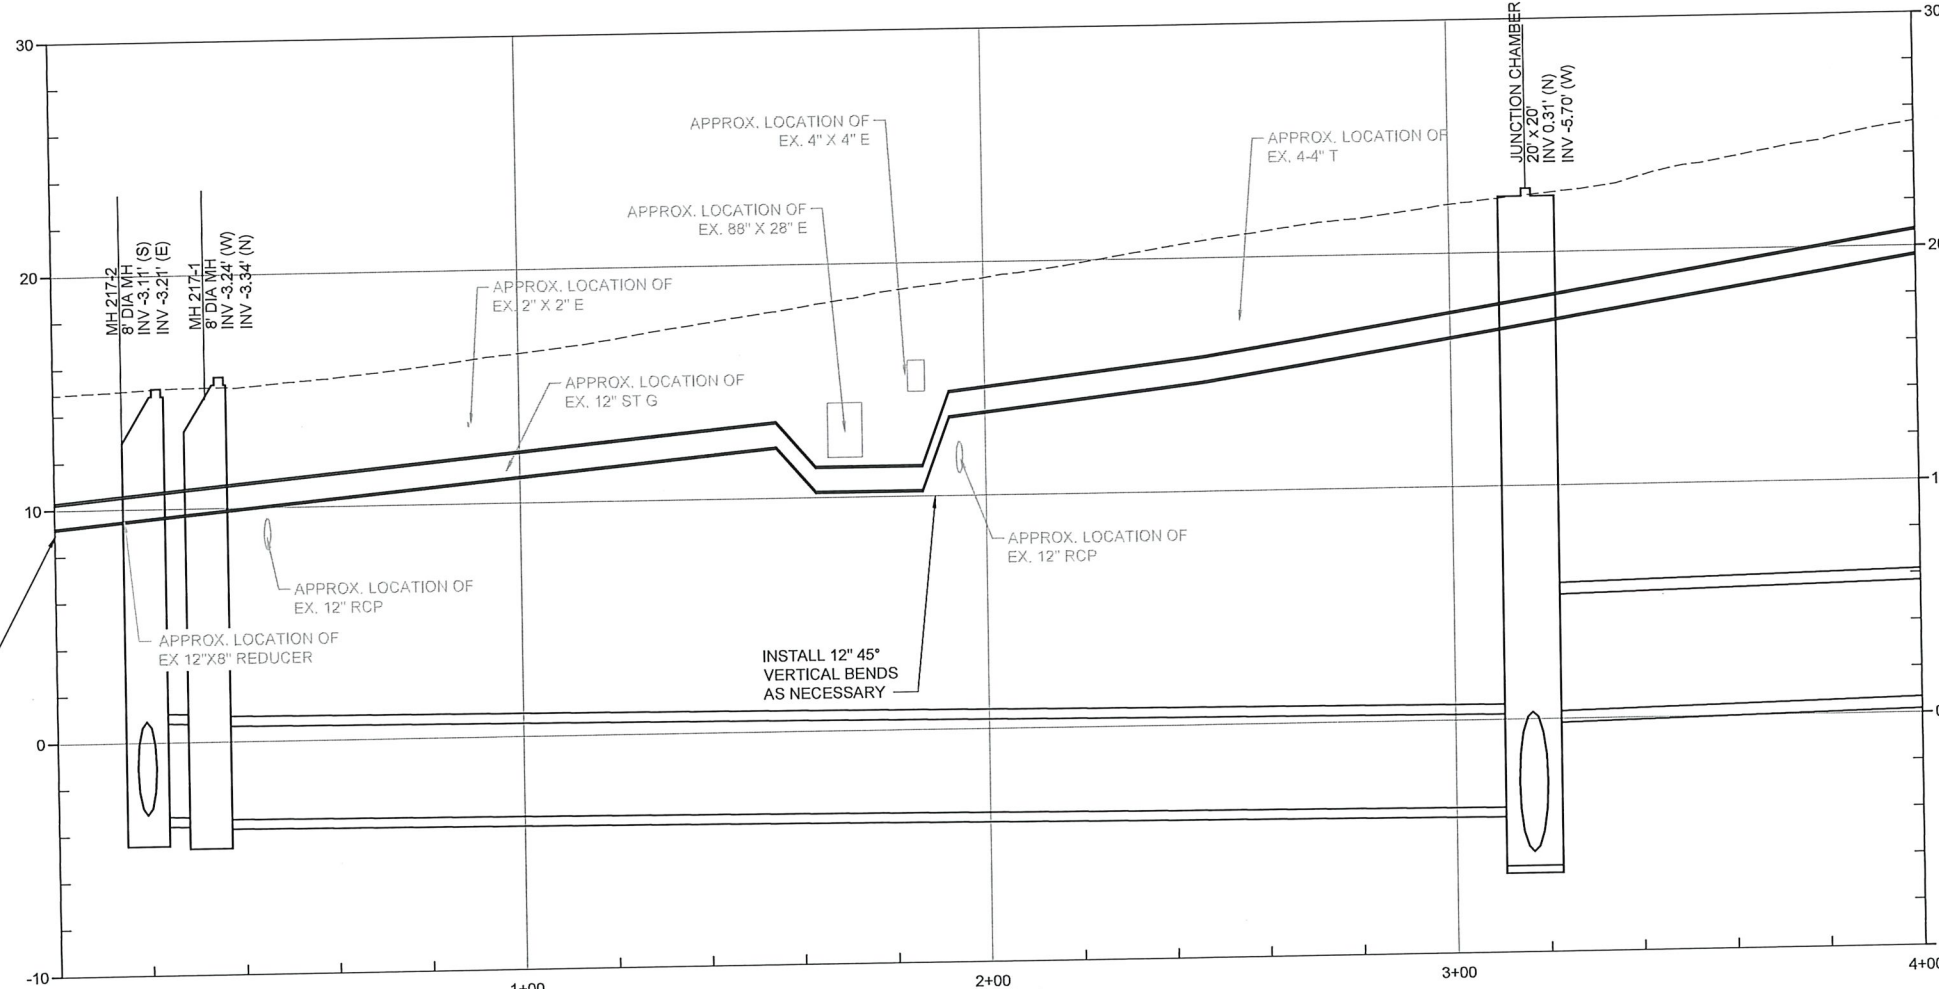 30
30
JUNCTION CHAMBER
20' x 20'
INV 0.31' (N)
INV -5.70' (W)
APPROX. LOCATION OF
EX. 4" X 4" E
APPROX. LOCATION OF
EX. 4-4" T
APPROX. LOCATION OF
EX. 88" X 28" E
MH 217-2
8' DIA MH
INV -3.11' (S)
INV -3.21' (E)
MH 217-1
8' DIA MH
INV -3.24' (W)
INV -3.34' (N)
20
20
APPROX. LOCATION OF
EX. 2" X 2" E
APPROX. LOCATION OF
EX. 12" ST G
10
1
APPROX. LOCATION OF
EX. 12" RCP
APPROX. LOCATION OF
EX. 12" RCP
APPROX. LOCATION OF
EX 12"X8" REDUCER
INSTALL 12" 45°
VERTICAL BENDS
AS NECESSARY
0
0
-10
1+00
2+00
3+00
4+00